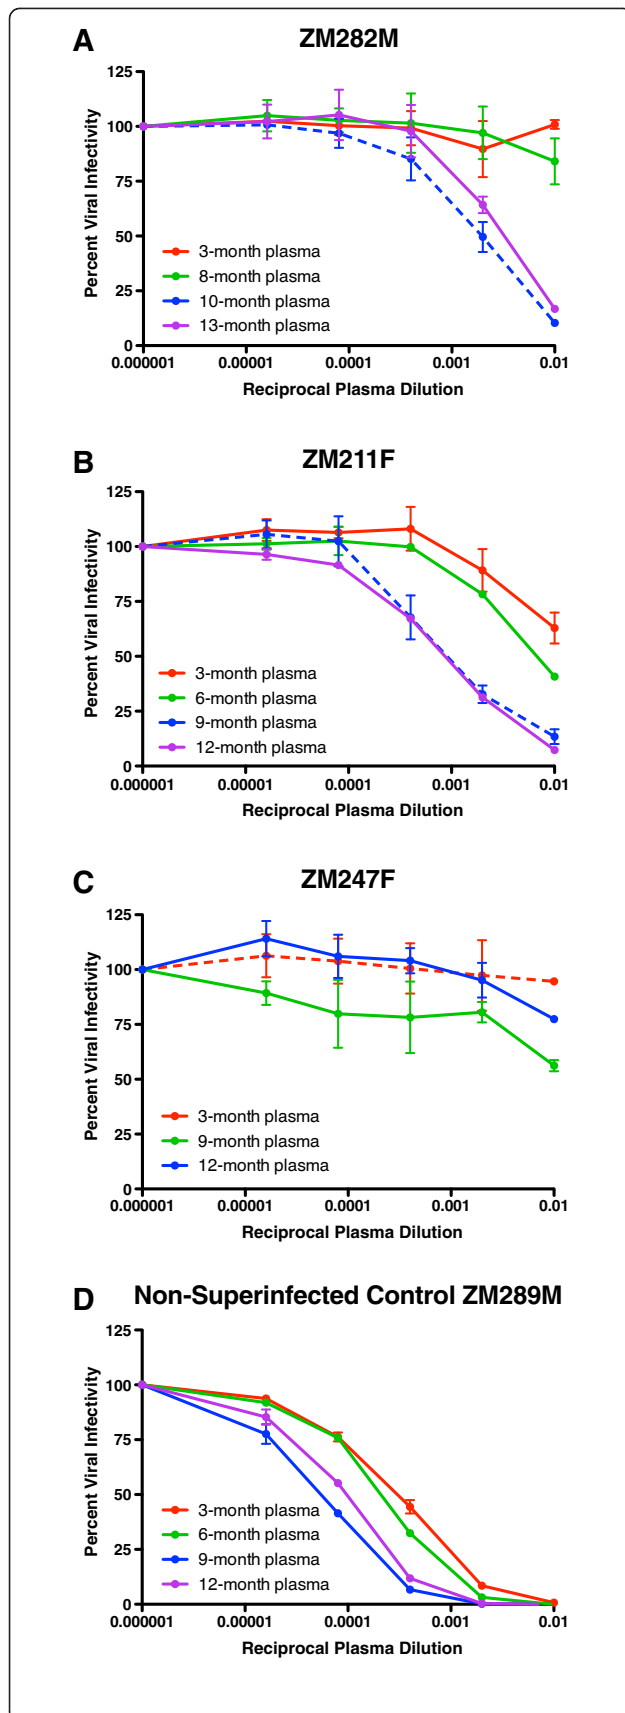 A
ZM282M
125
100
75
50
25
0
Percent Viral Infectivity
3-month plasma
8-month plasma
10-month plasma
13-month plasma
0.000001 0.00001 0.0001 0.001 0.01
Reciprocal Plasma Dilution
B
ZM211F
125
100
75
50
25
0
Percent Viral Infectivity
3-month plasma
6-month plasma
9-month plasma
12-month plasma
0.000001 0.00001 0.0001 0.001 0.01
Reciprocal Plasma Dilution
C
ZM247F
125
100
75
50
25
0
Percent Viral Infectivity
3-month plasma
9-month plasma
12-month plasma
0.000001 0.00001 0.0001 0.001 0.01
Reciprocal Plasma Dilution
D
Non-Superinfected Control ZM289M
125
100
75
50
25
0
Percent Viral Infectivity
3-month plasma
6-month plasma
9-month plasma
12-month plasma
0.000001 0.00001 0.0001 0.001 0.01
Reciprocal Plasma Dilution